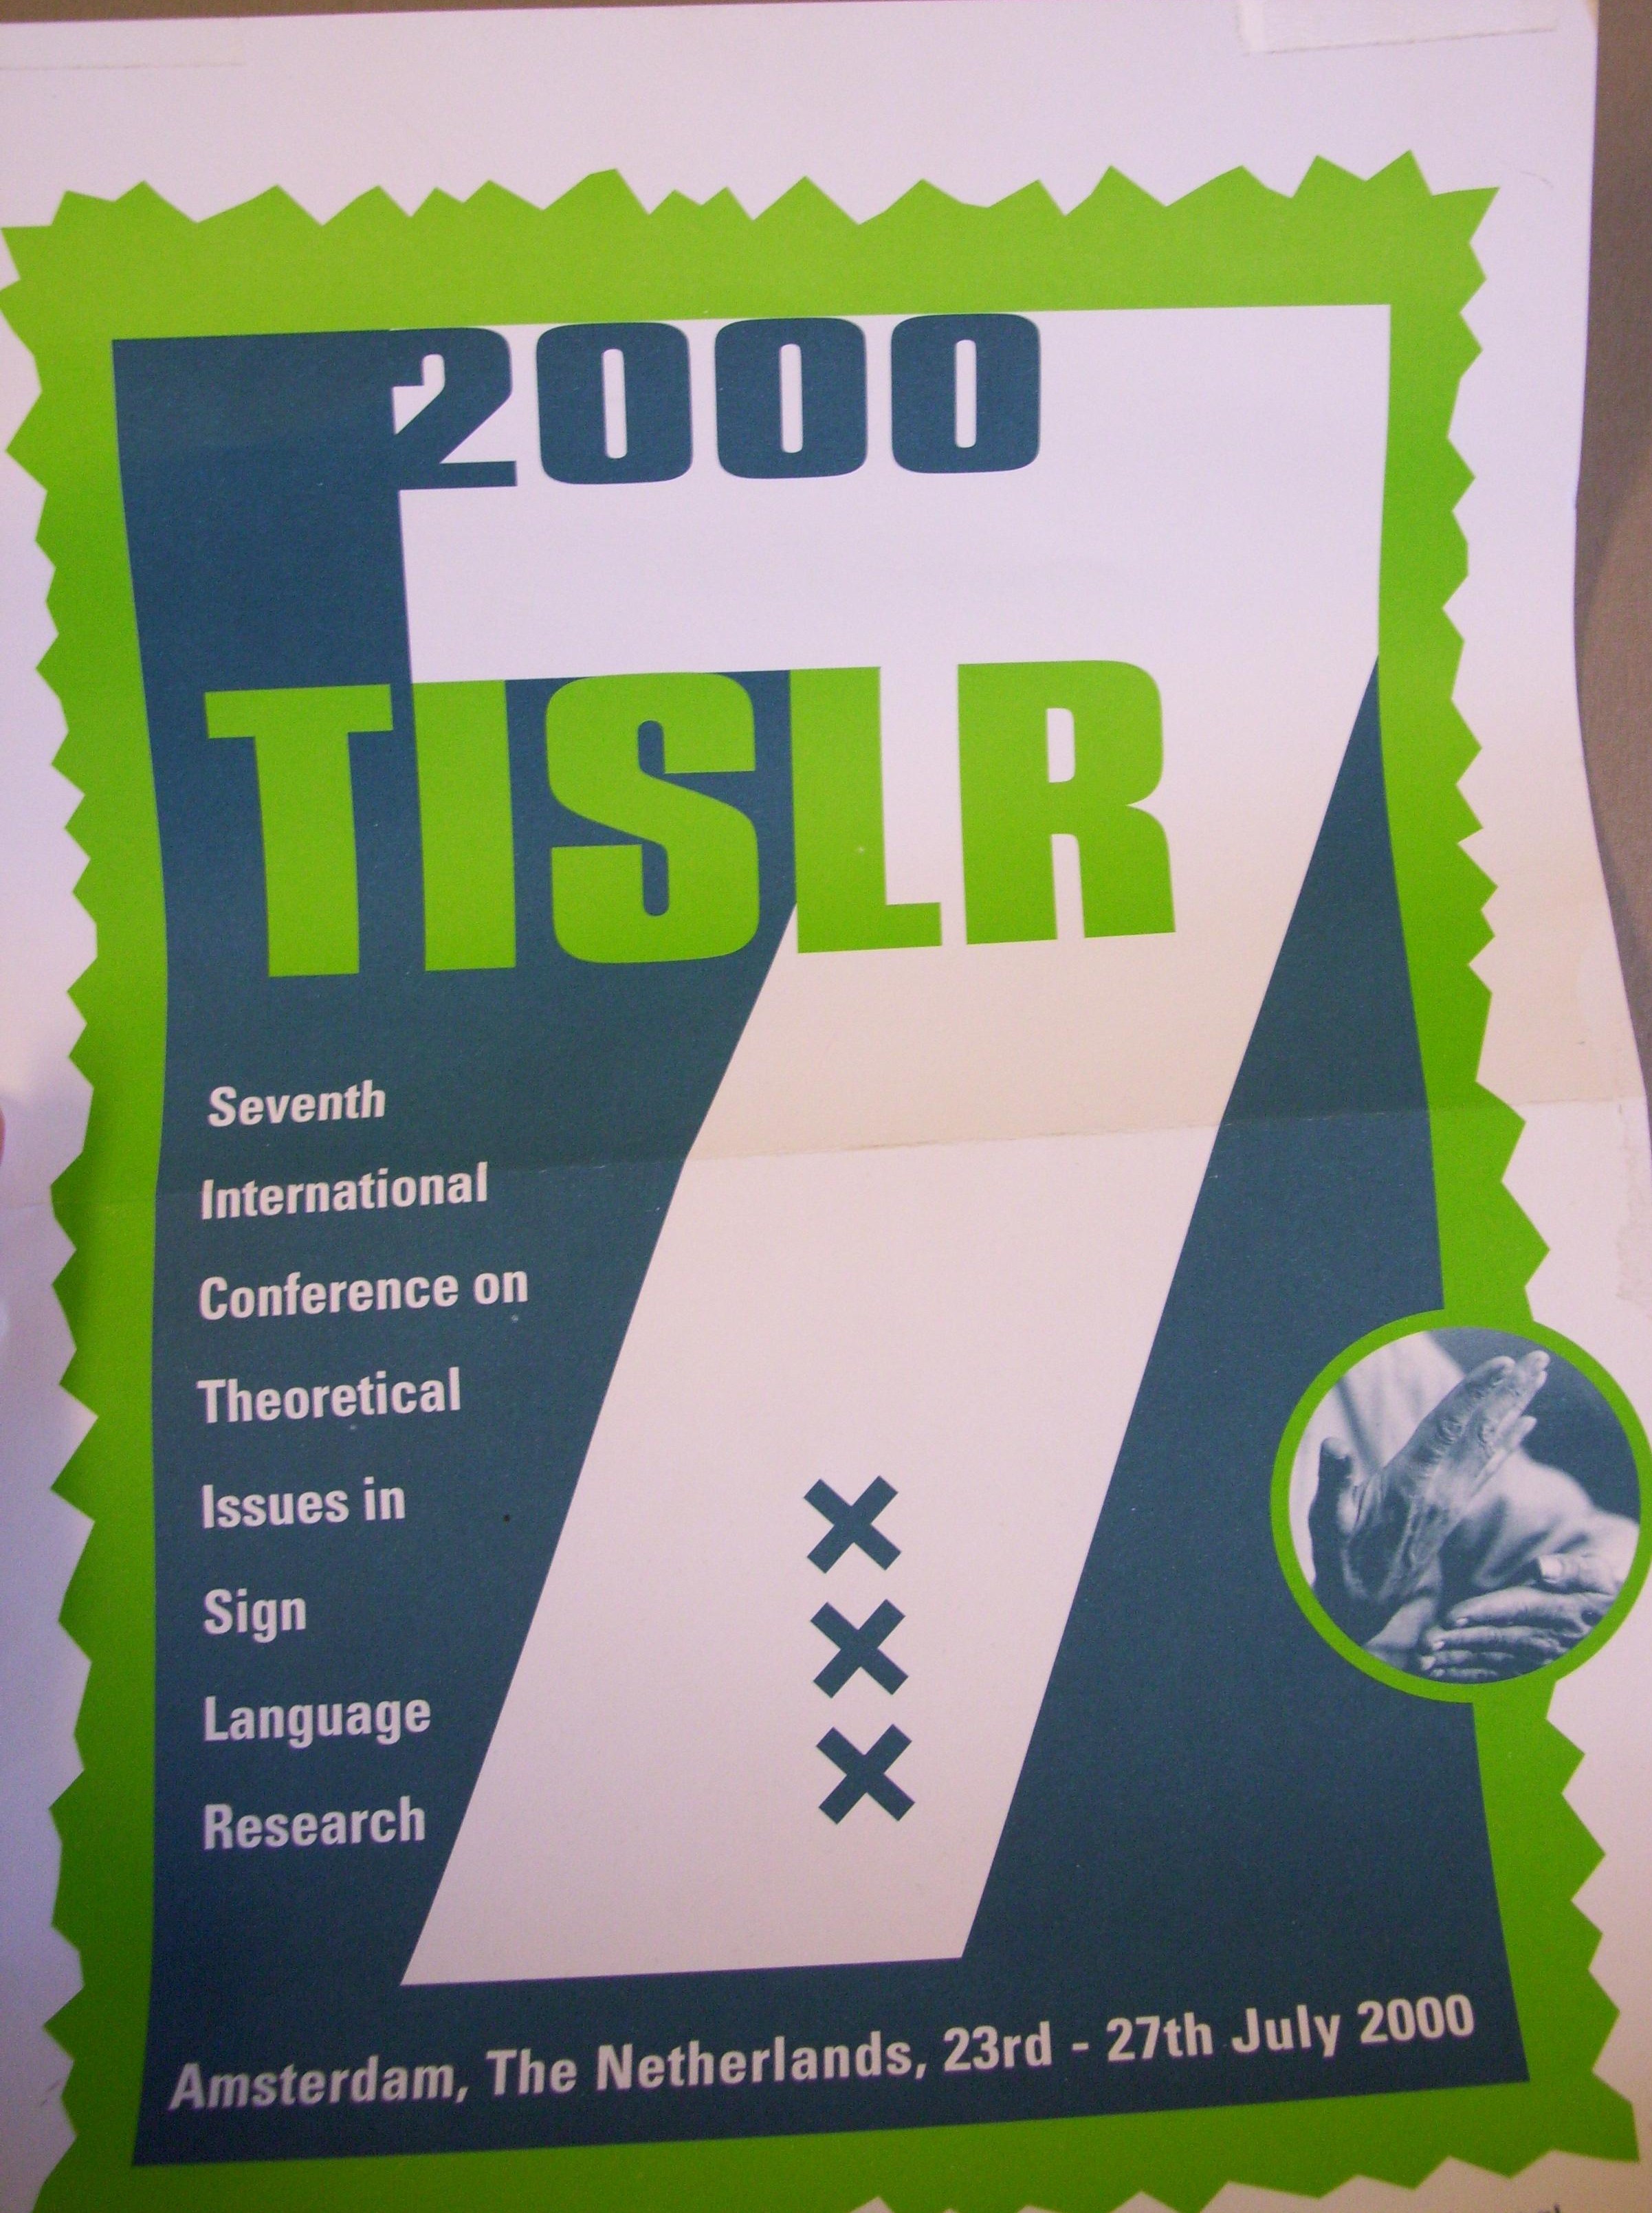 2000
TISLR
Seventh
International
Conference on
Theoretical
Issues in
Sign
Language
Research
7
Amsterdam, The Netherlands, 23rd - 27th July 2000